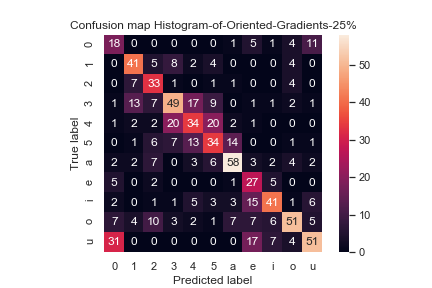 Confusion map Histogram-of-Oriented-Gradients-25%
0 18 0 0 0 0 0 1 5 1 4 11
1 0 41 5 8 2 4 0 0 0 4 0
2 0 7 33 1 0 1 1 0 0 4 0
3 1 13 7 49 17 9 0 1 1 2 1
4 1 2 2 20 34 20 2 1 0 0 0
5 0 1 6 7 13 34 14 0 0 1 1
a 2 2 7 0 3 6 58 3 2 4 2
e 5 0 2 0 0 0 1 27 5 0 0
i 2 0 1 1 5 3 3 15 41 1 6
o 7 4 10 3 2 1 7 7 6 51 5
u 31 0 0 0 0 0 0 17 7 4 51
0 1 2 3 4 5 a e i o u
True label
Predicted label
50
40
30
20
10
0